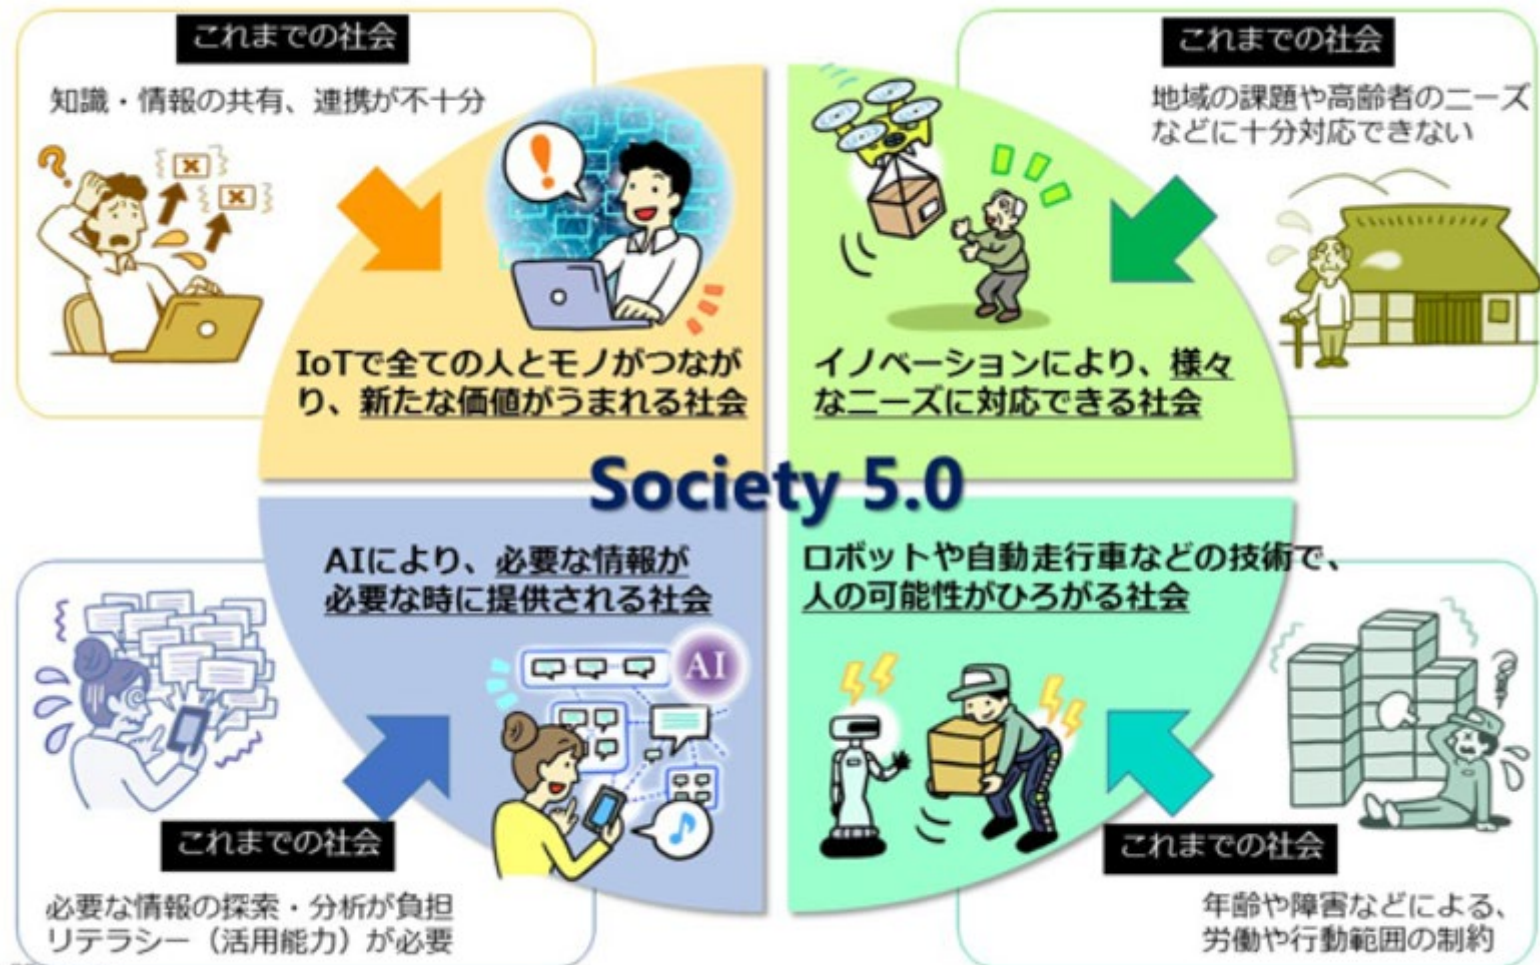 これまでの社会
知識・情報の共有、連携が不十分
?
!
IoTで全ての人とモノがつなが
り、新たな価値がうまれる社会
これまでの社会
地域の課題や高齢者のニーズ
などに十分対応できない
イノベーションにより、様々
なニーズに対応できる社会
Society 5.0
AIにより、必要な情報が
必要な時に提供される社会
AI
これまでの社会
必要な情報の探索・分析が負担
リテラシー（活用能力）が必要
ロボットや自動走行車などの技術で、
人の可能性がひろがる社会
これまでの社会
年齢や障害などによる、
労働や行動範囲の制約